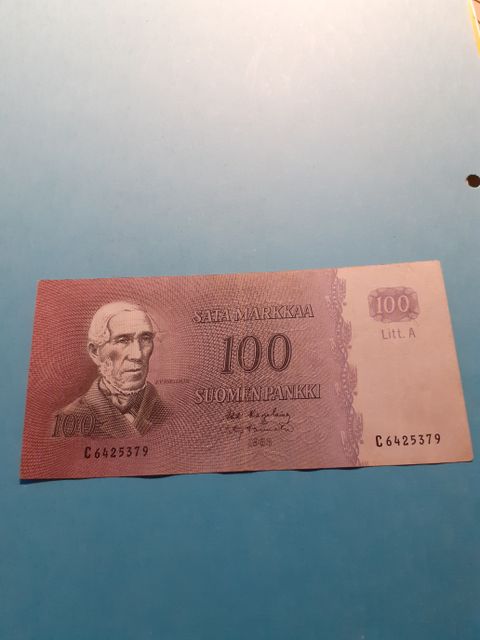 SATA MARKKAA
100
SUOMEN PANKKI
100
Litt. A
100
C6425379
C6425379